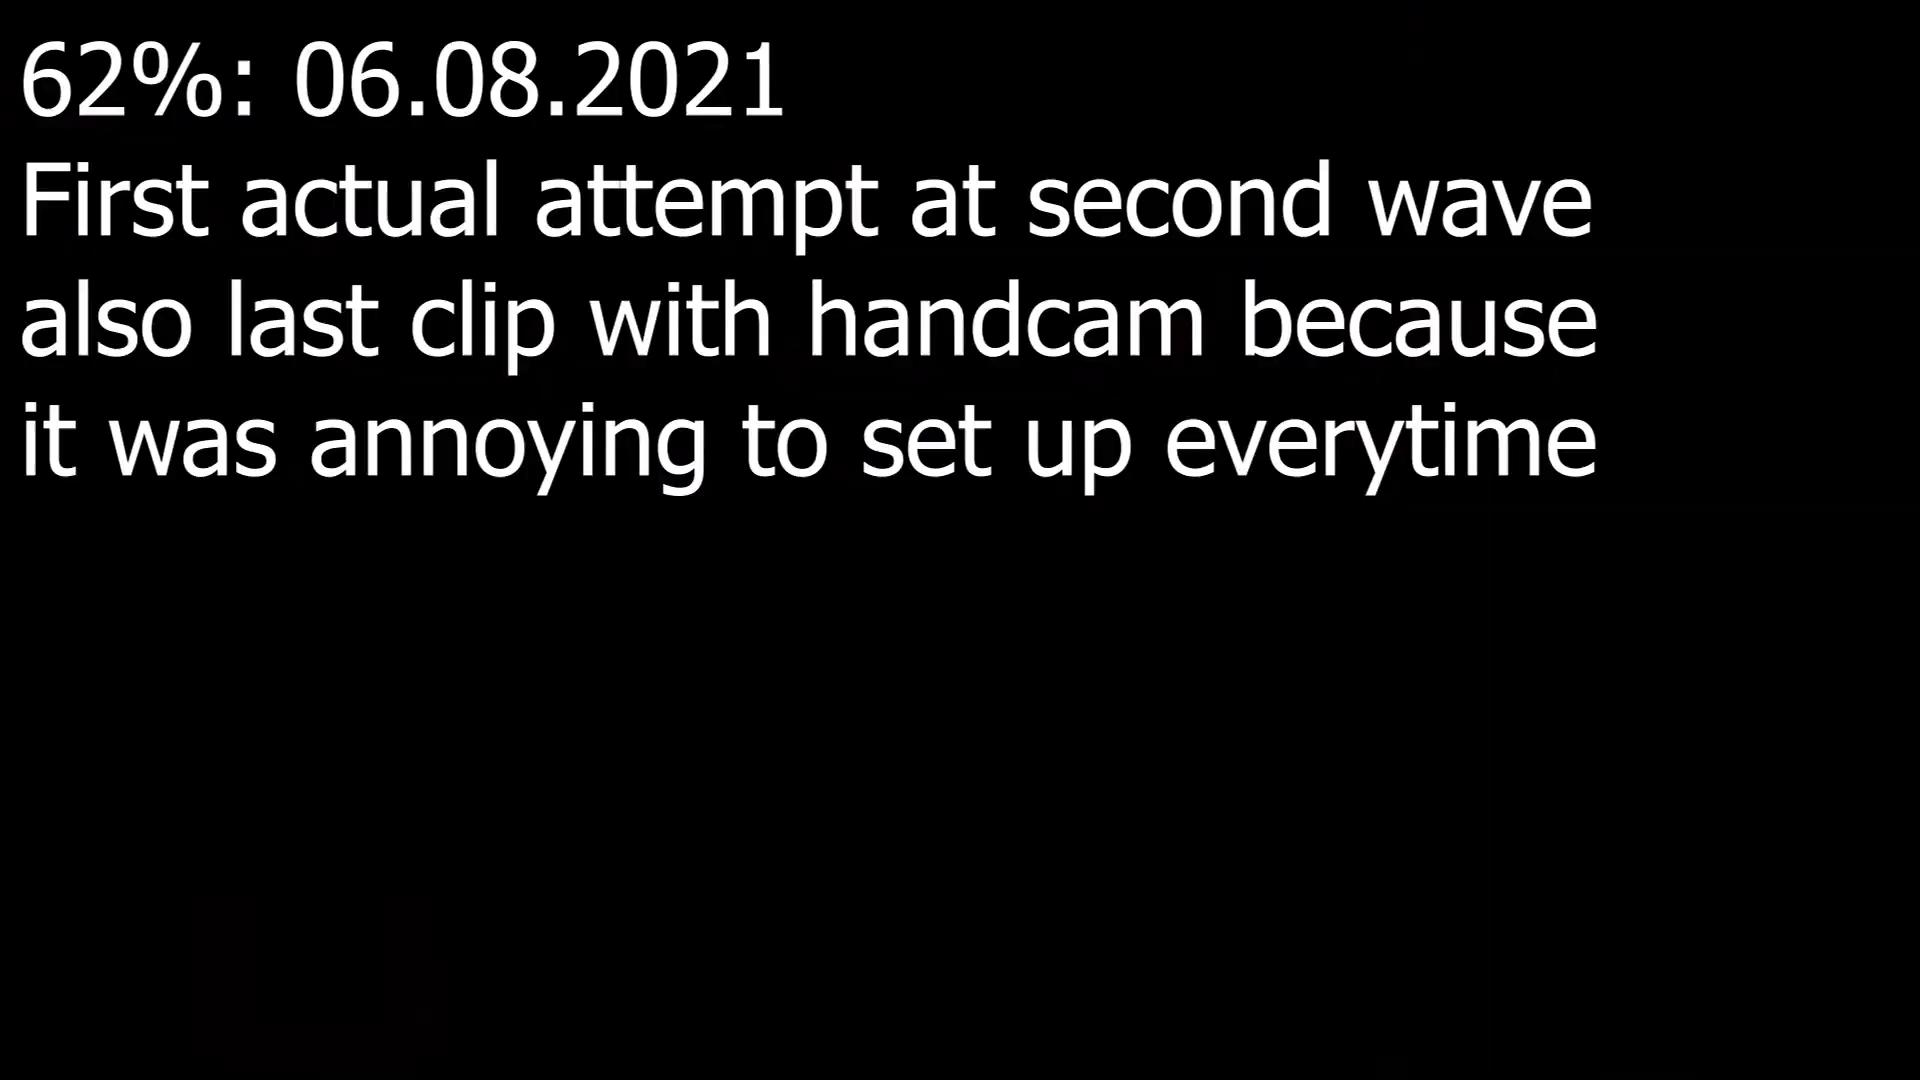 62%: 06.08.2021
First actual attempt at second wave
also last clip with handcam because
it was annoying to set up everytime